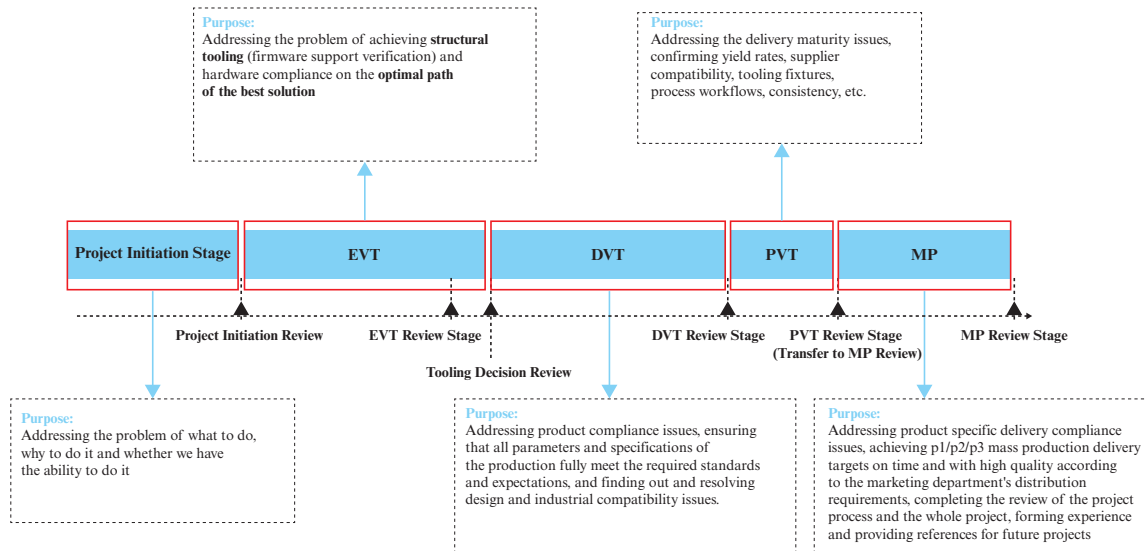 Purpose:
Addressing the problem of achieving structural
tooling (firmware support verification) and
hardware compliance on the optimal path
of the best solution
Purpose:
Addressing the delivery maturity issues,
confirming yield rates, supplier
compatibility, tooling fixtures,
process workflows, consistency, etc.
Project Initiation Stage
EVT
DVT
PVT
MP
Project Initiation Review
EVT Review Stage
Tooling Decision Review
DVT Review Stage
PVT Review Stage
(Transfer to MP Review)
MP Review Stage
Purpose:
Addressing the problem of what to do,
why to do it and whether we have
the ability to do it
Purpose:
Addressing product compliance issues, ensuring
that all parameters and specifications of
the production fully meet the required standards
and expectations, and finding out and resolving
design and industrial compatibility issues.
Purpose:
Addressing product specific delivery compliance
issues, achieving p1/p2/p3 mass production delivery
targets on time and with high quality according
to the marketing department's distribution
requirements, completing the review of the project
process and the whole project, forming experience
and providing references for future projects